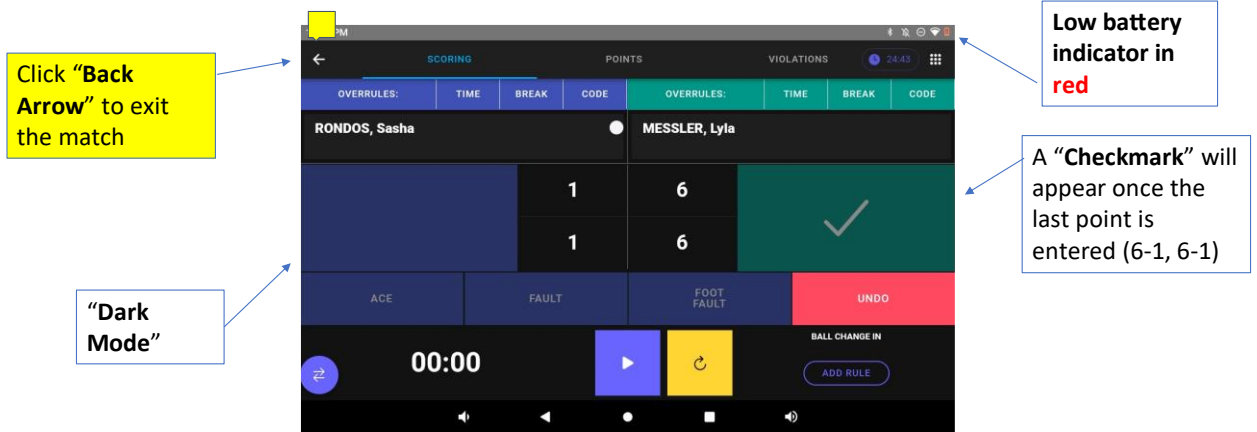 PM
SCORING POINTS VIOLATIONS 24:43
OVERRULES: TIME BREAK CODE OVERRULES: TIME BREAK CODE
RONDOS, Sasha MESSLER, Lyla
1 6
1 6
ACE FAULT FOOT
FAULT UNDO
BALL CHANGE IN
00:00
ADD RULE
Click “Back
Arrow” to exit
the match
“Dark
Mode”
Low battery
indicator in
red
A “Checkmark” will
appear once the
last point is
entered (6-1, 6-1)